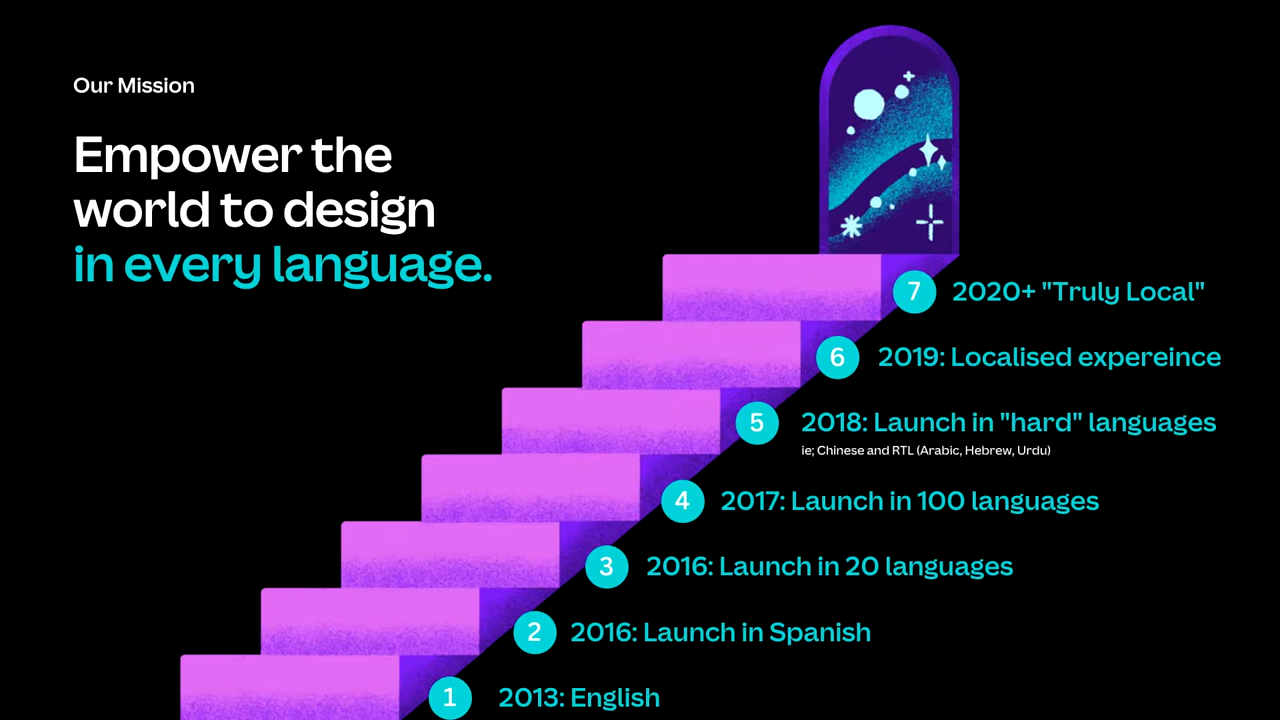 Our Mission
Empower the
world to design
in every language.
7 2020+ "Truly Local"
6 2019: Localised expereince
5 2018: Launch in "hard" languages
ie; Chinese and RTL (Arabic, Hebrew, Urdu)
4 2017: Launch in 100 languages
3 2016: Launch in 20 languages
2 2016: Launch in Spanish
1 2013: English